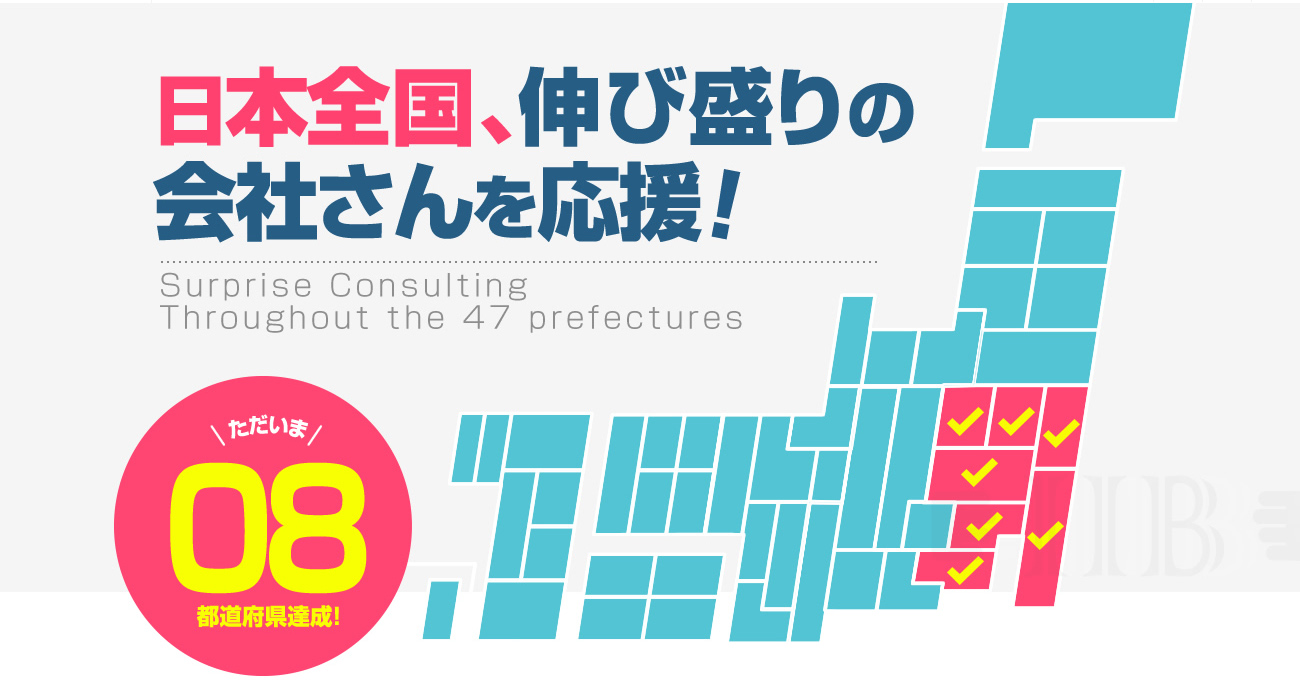 日本全国、伸び盛りの
会社さんを応援!
Surprise Consulting
Throughout the 47 prefectures
\ただいま/
08
都道府県達成!